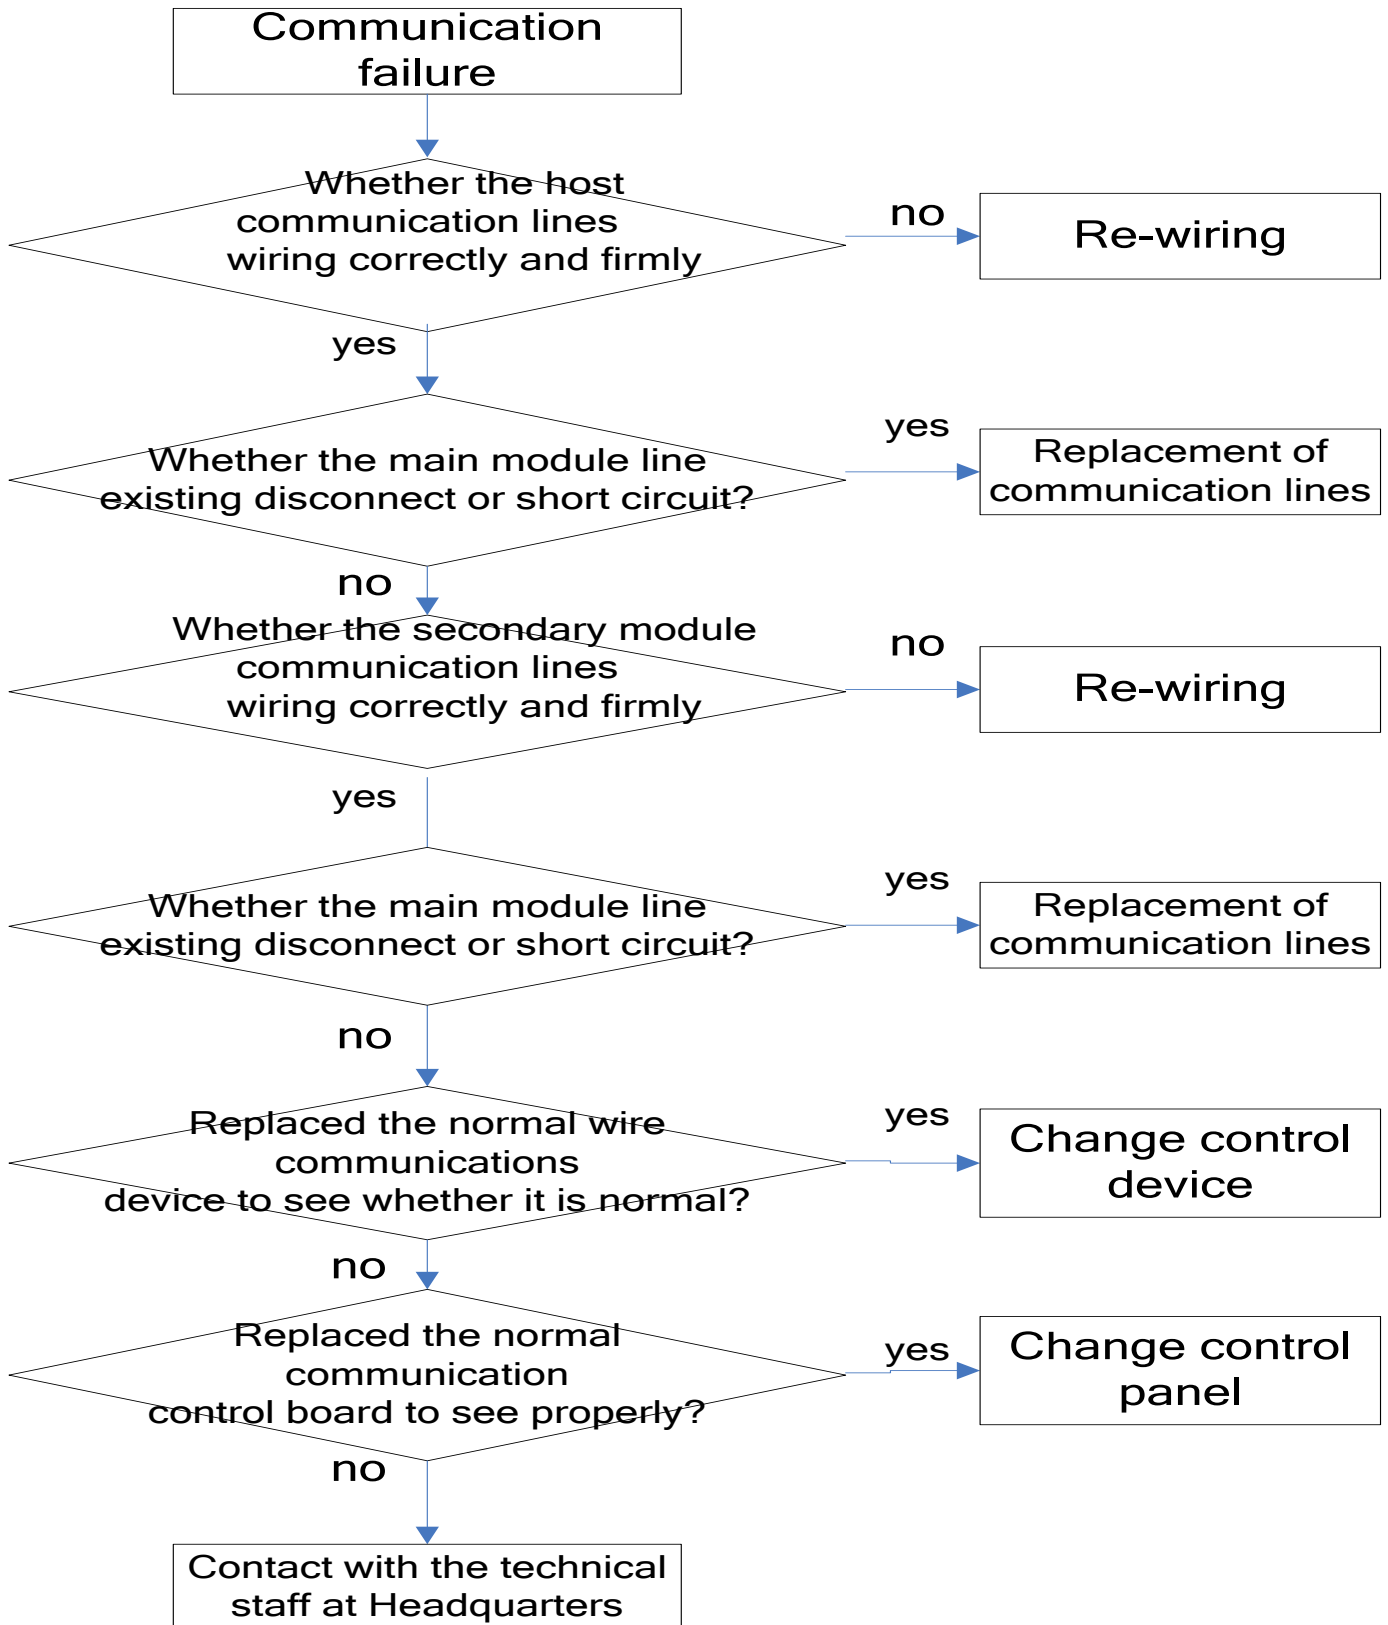 Communication
failure
Whether the host
communication lines
wiring correctly and firmly
no
Re-wiring
yes
Whether the main module line
existing disconnect or short circuit?
yes
Replacement of
communication lines
no
Whether the secondary module
communication lines
wiring correctly and firmly
no
Re-wiring
yes
Whether the main module line
existing disconnect or short circuit?
yes
Replacement of
communication lines
no
Replaced the normal wire
communications
device to see whether it is normal?
yes
Change control
device
no
Replaced the normal
communication
control board to see properly?
yes
Change control
panel
no
Contact with the technical
staff at Headquarters